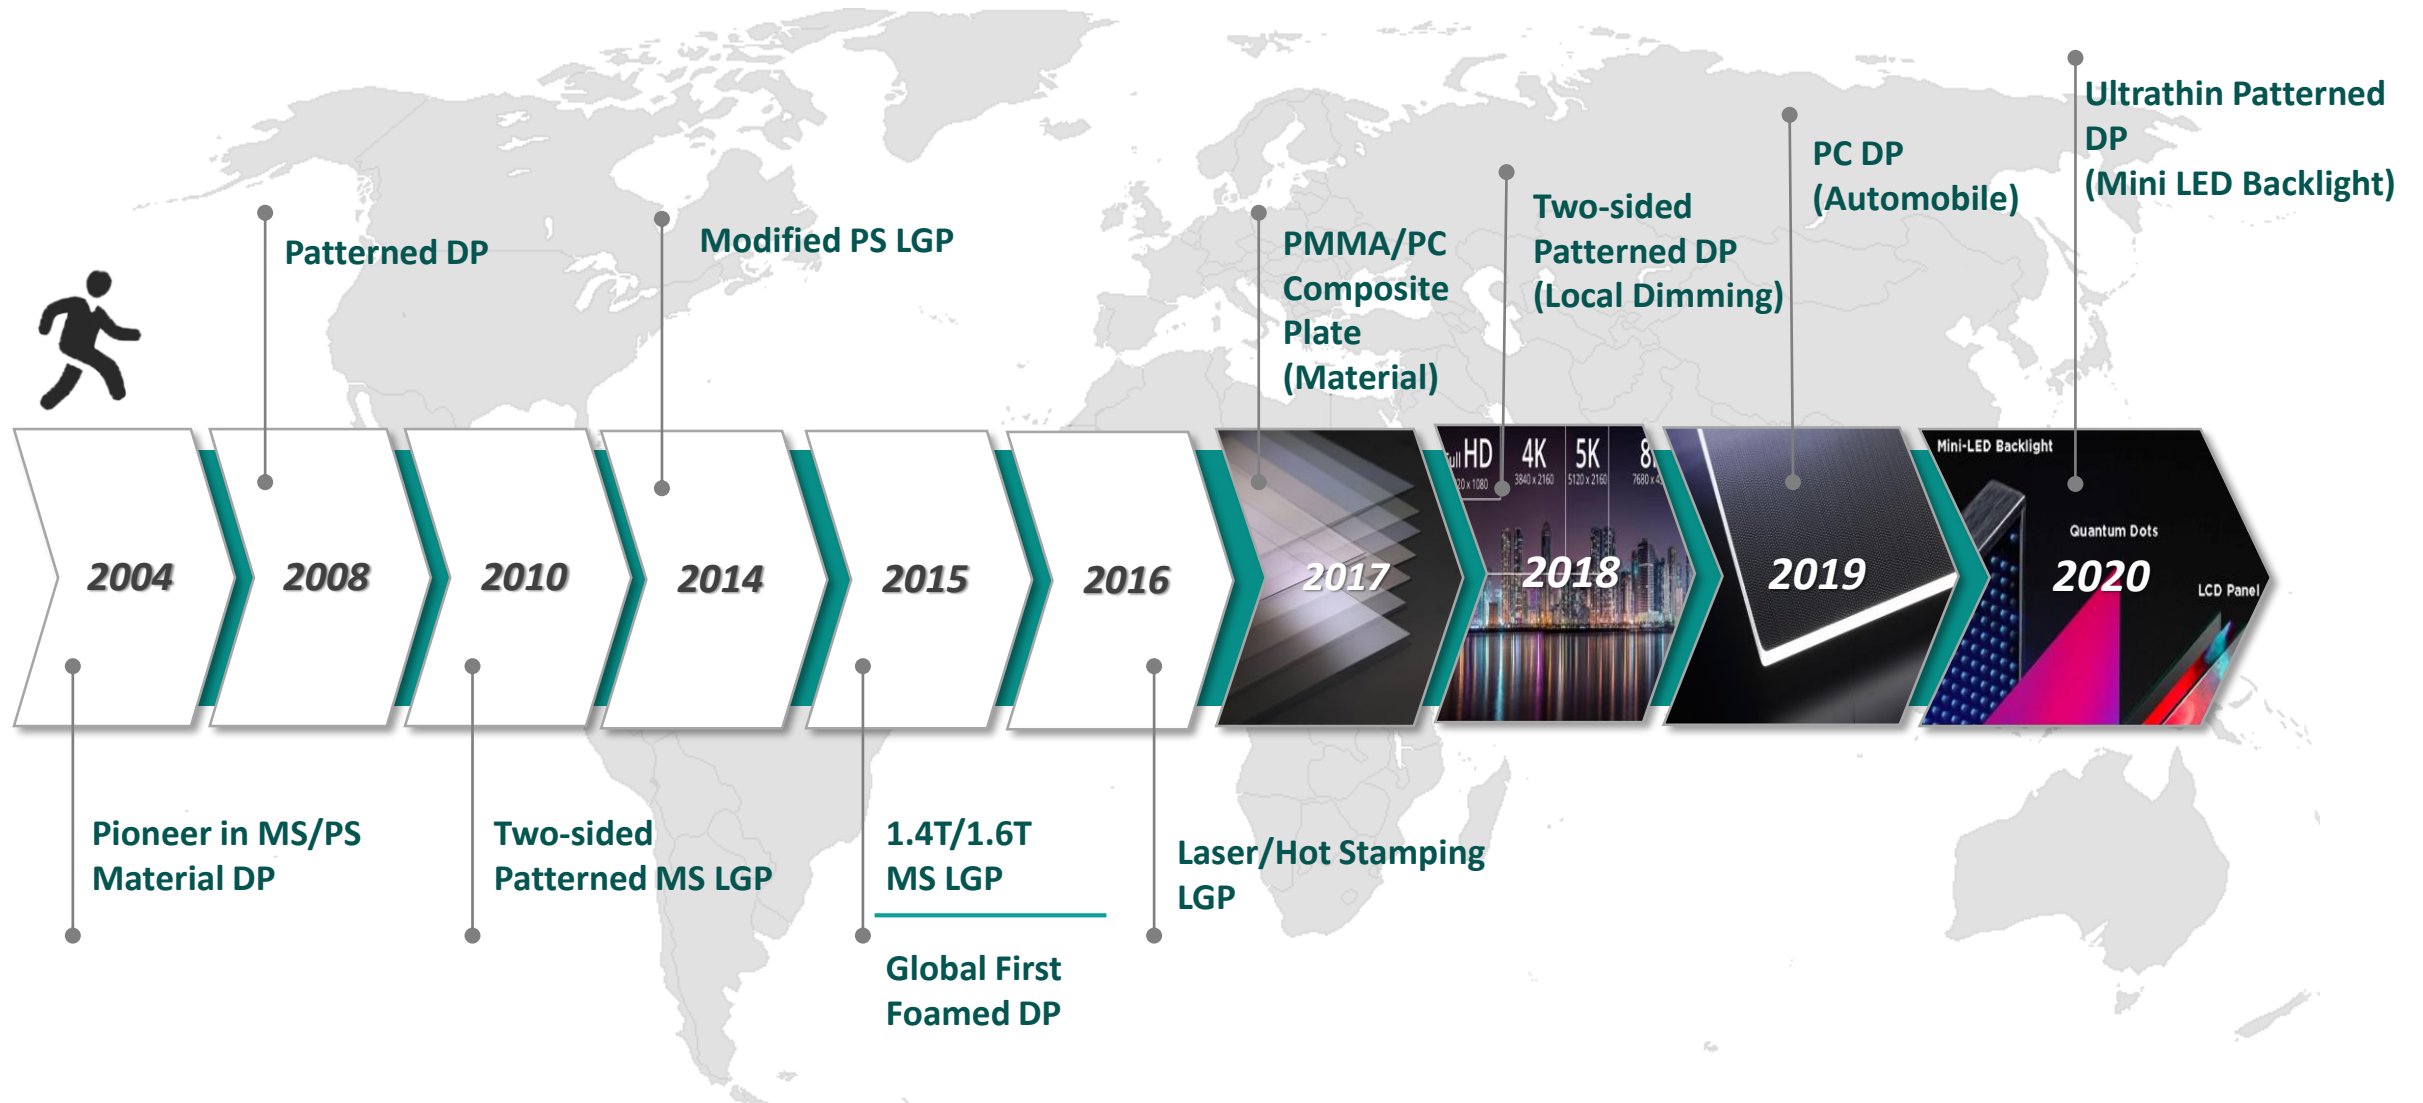 Ultrathin Patterned
DP
(Mini LED Backlight)
PC DP
(Automobile)
Two-sided
Patterned DP
(Local Dimming)
PMMA/PC
Composite
Plate
(Material)
Modified PS LGP
Patterned DP
2004
2008
2010
2014
2015
2016
2017
HD
4K
5K
3840 x 2160
5120 x 2160
2018
2019
Mini-LED Backlight
Quantum Dots
2020
LCD Panel
Pioneer in MS/PS
Material DP
Two-sided
Patterned MS LGP
1.4T/1.6T
MS LGP
Global First
Foamed DP
Laser/Hot Stamping
LGP